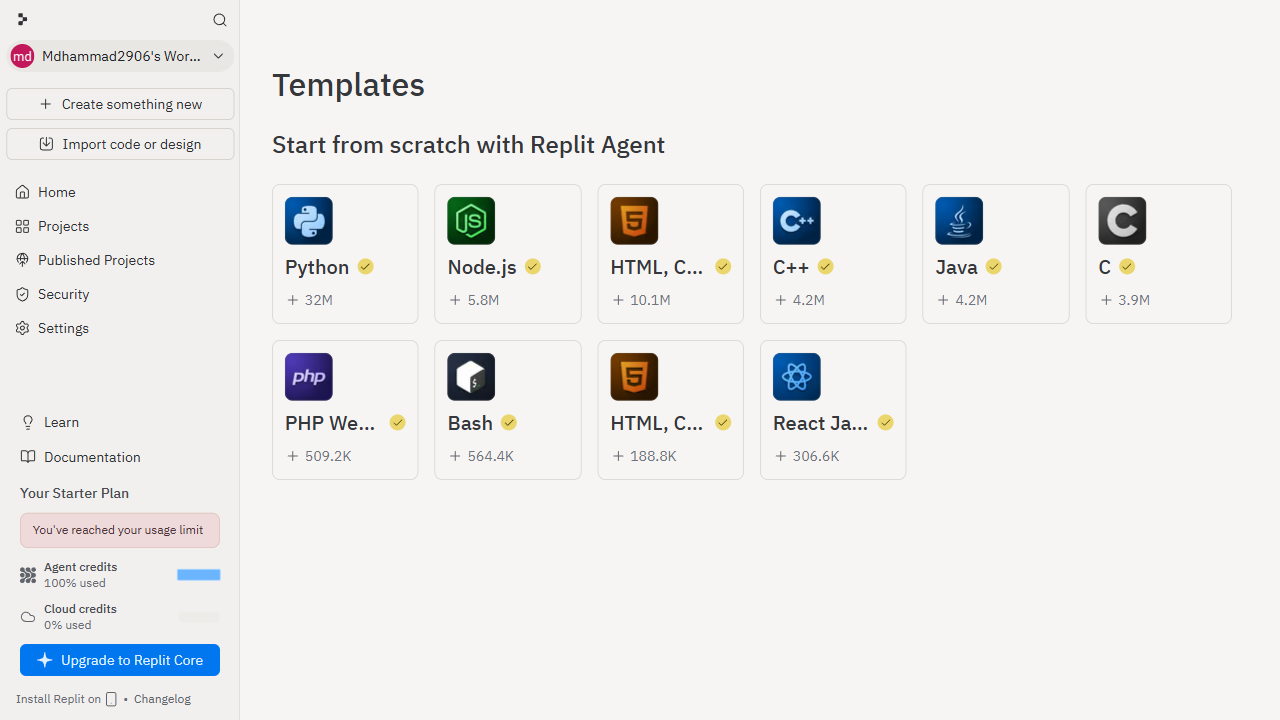 md Mdhammad2906's Wor...
Create something new
Import code or design
Home
Projects
Published Projects
Security
Settings
Learn
Documentation
Your Starter Plan
You've reached your usage limit
Agent credits
100% used
Cloud credits
0% used
Upgrade to Replit Core
Install Replit on • Changelog
Templates
Start from scratch with Replit Agent
Python
32M
Node.js
5.8M
HTML, C...
10.1M
C++
4.2M
Java
4.2M
C
3.9M
PHP We...
509.2K
Bash
564.4K
HTML, C...
188.8K
React Ja...
306.6K